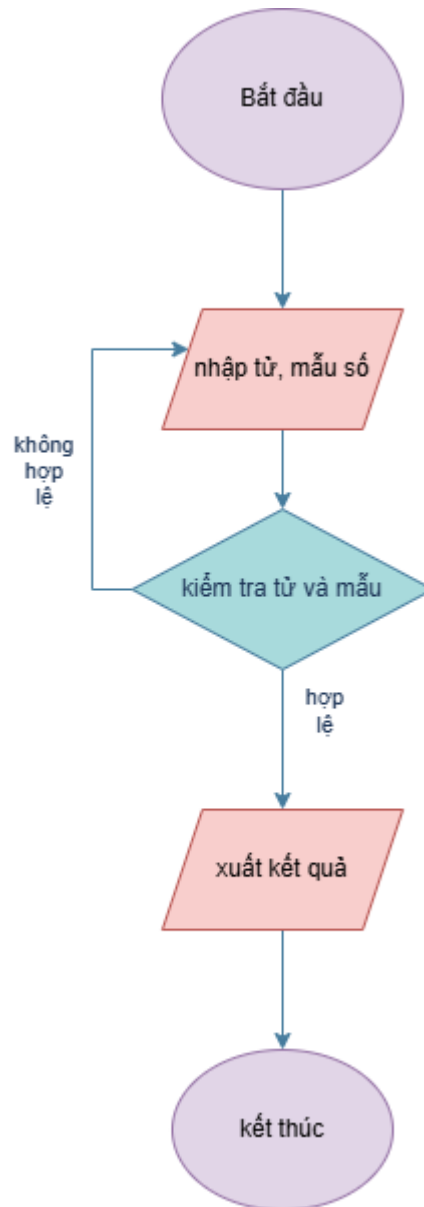 Bắt đầu
nhập tử, mẫu số
không
hợp
lệ
kiểm tra tử và mẫu
hợp
lệ
xuất kết quả
kết thúc